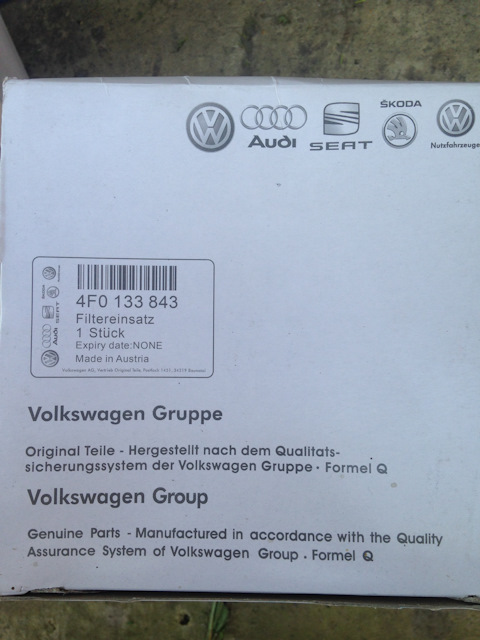 ŠKODA
Audi
SEAT
Nutzfahrzeuge
4F0 133 843
Filtereinsatz
1 Stück
Expiry date:NONE
Made in Austria
Volkswagen Gruppe
Original Teile - Hergestellt nach dem Qualitats-
sicherungssystem der Volkswagen Gruppe · Formel Q
Volkswagen Group
Genuine Parts - Manufactured in accordance with the Quality
Assurance System of Volkswagen Group . Formel Q